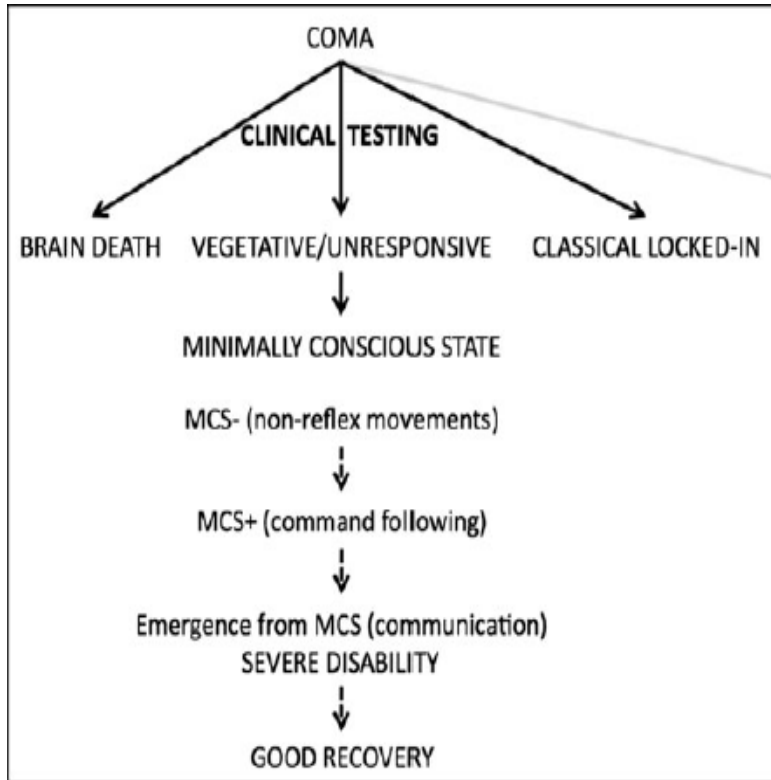 COMA
CLINICAL TESTING
BRAIN DEATH VEGETATIVE/UNRESPONSIVE CLASSICAL LOCKED-IN
MINIMALLY CONSCIOUS STATE
MCS- (non-reflex movements)
MCS+ (command following)
Emergence from MCS (communication)
SEVERE DISABILITY
GOOD RECOVERY